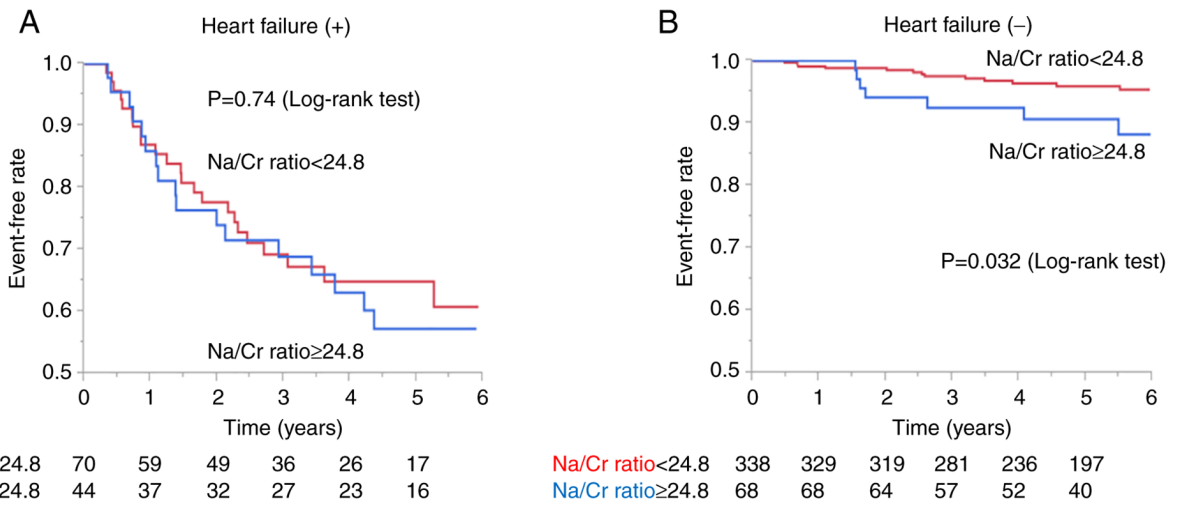 A
Heart failure (+)
1.0
0.9
0.8
0.7
0.6
0.5
Event-free rate
P=0.74 (Log-rank test)
Na/Cr ratio<24.8
Na/Cr ratio≥24.8
0 1 2 3 4 5 6
Time (years)
24.8 70 59 49 36 26 17
24.8 44 37 32 27 23 16
B
Heart failure (−)
1.0
0.9
0.8
0.7
0.6
0.5
Event-free rate
Na/Cr ratio<24.8
Na/Cr ratio≥24.8
P=0.032 (Log-rank test)
0 1 2 3 4 5 6
Time (years)
Na/Cr ratio<24.8 338 329 319 281 236 197
Na/Cr ratio≥24.8 68 68 64 57 52 40